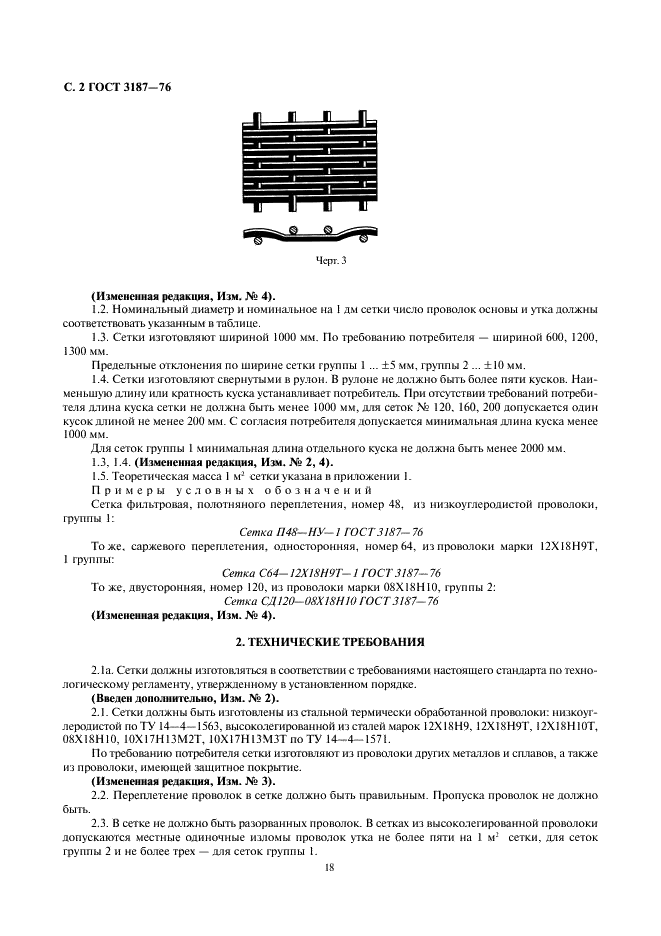 С. 2 ГОСТ 3187—76
Черт. 3
(Измененная редакция, Изм. № 4).
1.2. Номинальный диаметр и номинальное на 1 дм сетки число проволок основы и утка должны
соответствовать указанным в таблице.
1.3. Сетки изготовляют шириной 1000 мм. По требованию потребителя — шириной 600, 1200,
1300 мм.
Предельные отклонения по ширине сетки группы 1 ... ±5 мм, группы 2 ... ±10 мм.
1.4. Сетки изготовляют свернутыми в рулон. В рулоне не должно быть более пяти кусков. Наи-
меньшую длину или кратность куска устанавливает потребитель. При отсутствии требований потреби-
теля длина куска сетки не должна быть менее 1000 мм, для сеток № 120, 160, 200 допускается один
кусок длиной не менее 200 мм. С согласия потребителя допускается минимальная длина куска менее
1000 мм.
Для сеток группы 1 минимальная длина отдельного куска не должна быть менее 2000 мм.
1.3, 1.4. (Измененная редакция, Изм. № 2, 4).
1.5. Теоретическая масса 1 м² сетки указана в приложении 1.
Примеры условных обозначений
Сетка фильтровая, полотняного переплетения, номер 48, из низкоуглеродистой проволоки,
группы 1:
Сетка П48—НУ—1 ГОСТ 3187—76
То же, саржевого переплетения, односторонняя, номер 64, из проволоки марки 12Х18Н9Т,
1 группы:
Сетка С64—12Х18Н9Т—1 ГОСТ 3187—76
То же, двусторонняя, номер 120, из проволоки марки 08Х18Н10, группы 2:
Сетка СД120—08Х18Н10 ГОСТ 3187—76
(Измененная редакция, Изм. № 4).
2. ТЕХНИЧЕСКИЕ ТРЕБОВАНИЯ
2.1а. Сетки должны изготовляться в соответствии с требованиями настоящего стандарта по техно-
логическому регламенту, утвержденному в установленном порядке.
(Введен дополнительно, Изм. № 2).
2.1. Сетки должны быть изготовлены из стальной термически обработанной проволоки: низкоуг-
леродистой по ТУ 14—4—1563, высоколегированной из сталей марок 12Х18Н9, 12Х18Н9Т, 12Х18Н10Т,
08Х18Н10, 10Х17Н13М2Т, 10Х17Н13М3Т по ТУ 14—4—1571.
По требованию потребителя сетки изготовляют из проволоки других металлов и сплавов, а также
из проволоки, имеющей защитное покрытие.
(Измененная редакция, Изм. № 3).
2.2. Переплетение проволок в сетке должно быть правильным. Пропуска проволок не должно
быть.
2.3. В сетке не должно быть разорванных проволок. В сетках из высоколегированной проволоки
допускаются местные одиночные изломы проволок утка не более пяти на 1 м² сетки, для сеток
группы 2 и не более трех — для сеток группы 1.
18